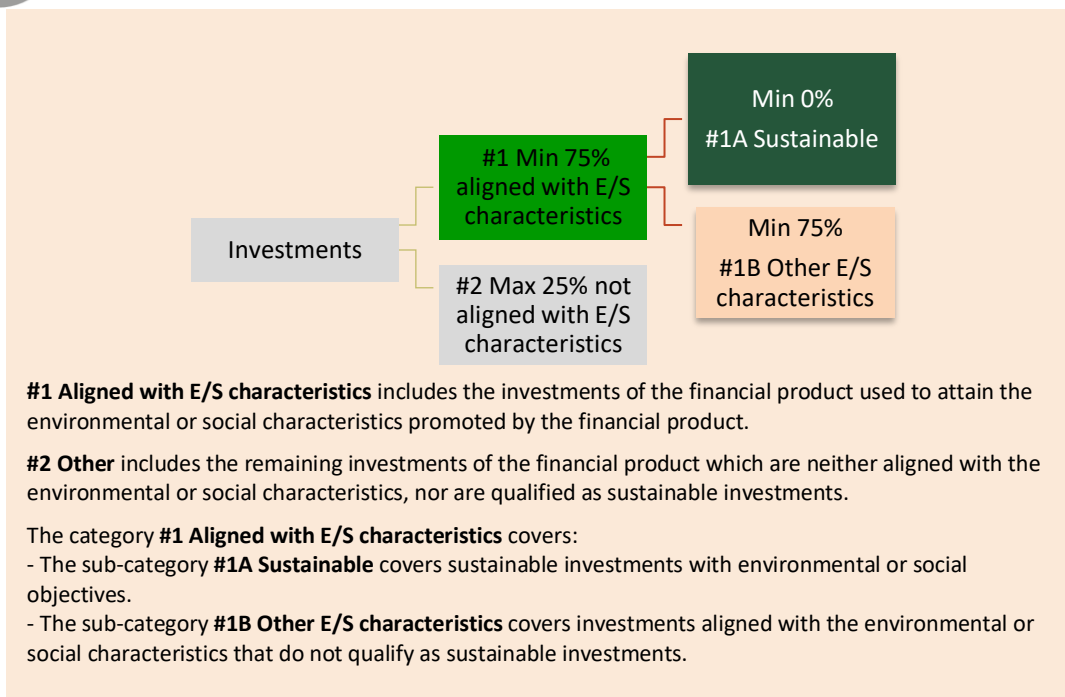 Min 0%
#1A Sustainable
#1 Min 75%
aligned with E/S
characteristics
Min 75%
#1B Other E/S
characteristics
Investments
#2 Max 25% not
aligned with E/S
characteristics
#1 Aligned with E/S characteristics includes the investments of the financial product used to attain the
environmental or social characteristics promoted by the financial product.
#2 Other includes the remaining investments of the financial product which are neither aligned with the
environmental or social characteristics, nor are qualified as sustainable investments.
The category #1 Aligned with E/S characteristics covers:
- The sub-category #1A Sustainable covers sustainable investments with environmental or social
objectives.
- The sub-category #1B Other E/S characteristics covers investments aligned with the environmental or
social characteristics that do not qualify as sustainable investments.